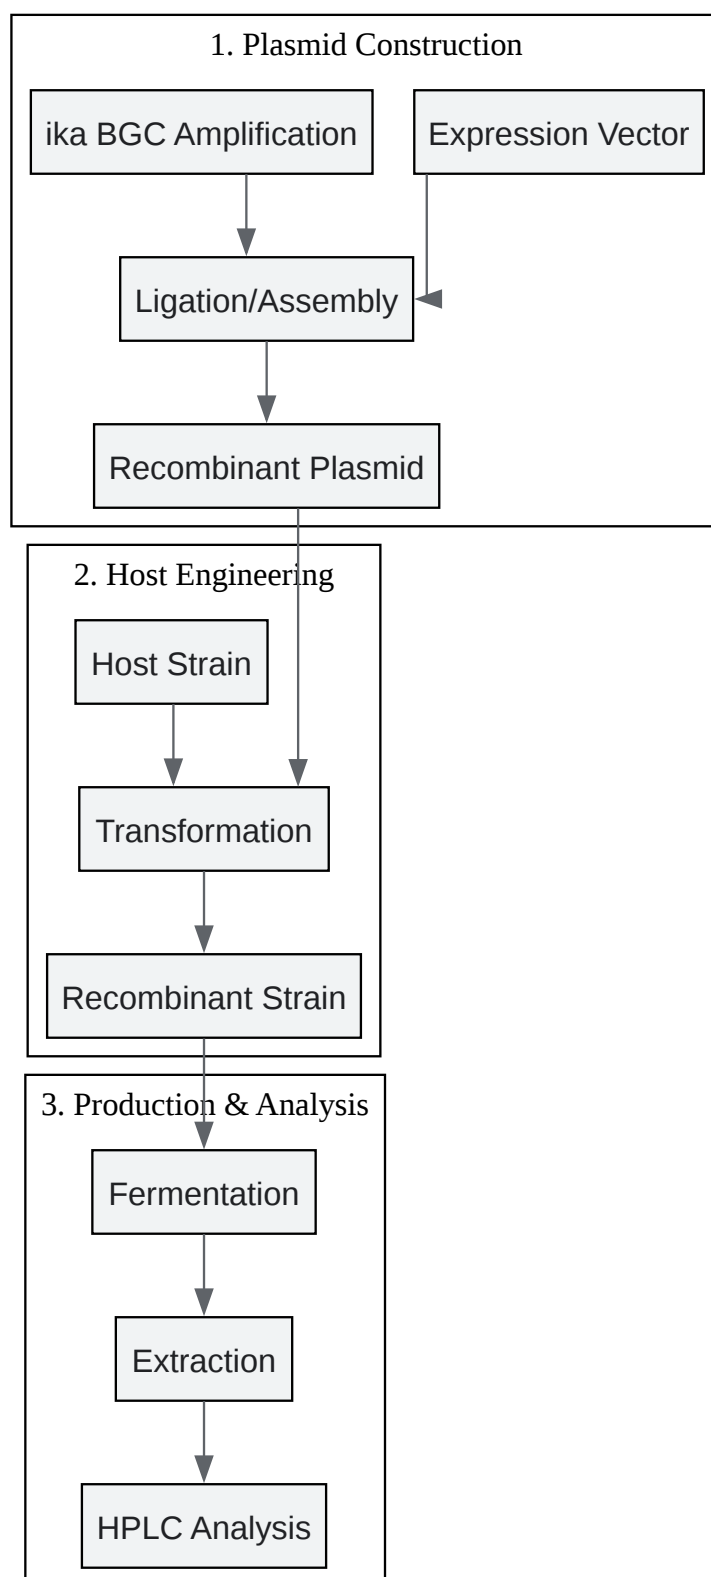 1. Plasmid Construction
ika BGC Amplification
Expression Vector
Ligation/Assembly
Recombinant Plasmid
2. Host Engineering
Host Strain
Transformation
Recombinant Strain
3. Production & Analysis
Fermentation
Extraction
HPLC Analysis